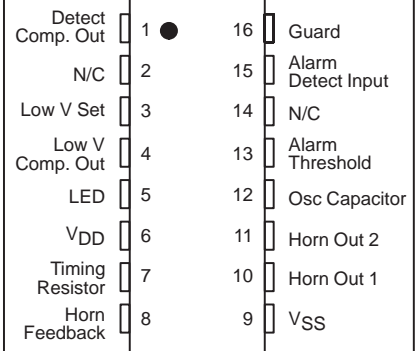 Detect
Comp. Out 1 16 Guard
N/C 2 15 Alarm
Detect Input
Low V Set 3 14 N/C
Low V
Comp. Out 4 13 Alarm
Threshold
LED 5 12 Osc Capacitor
VDD 6 11 Horn Out 2
Timing
Resistor 7 10 Horn Out 1
Horn
Feedback 8 9 VSS